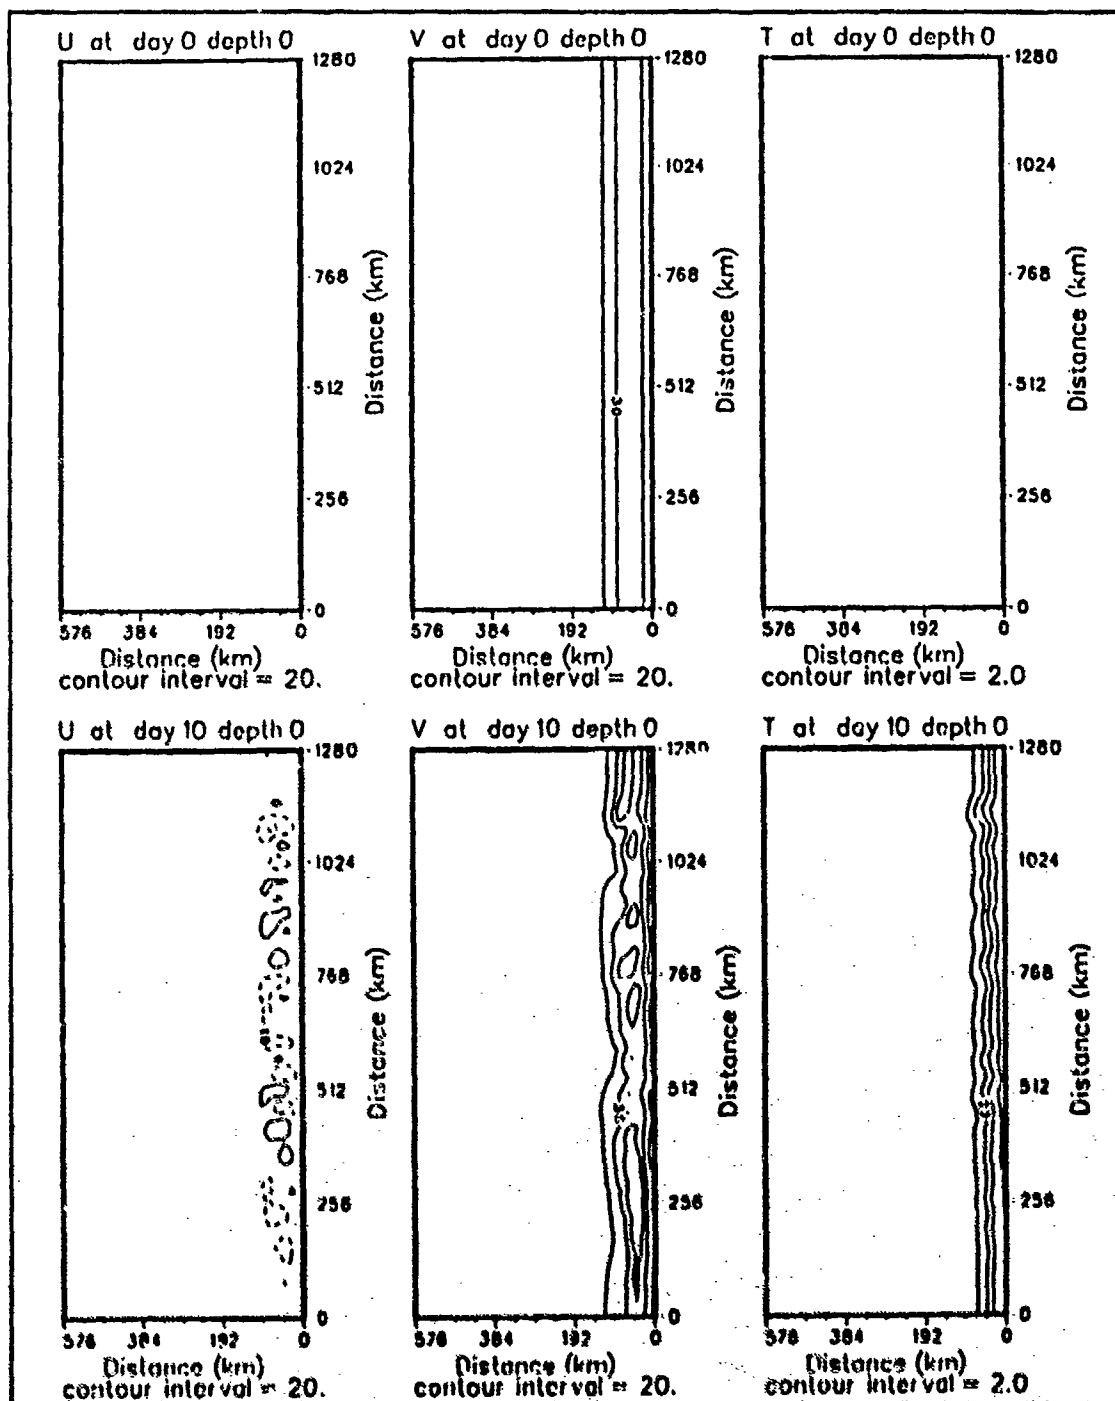 U at day 0 depth 0
1280
1024
768
512
256
0
Distance (km)
576 384 192 0
Distance (km)
contour interval = 20.
V at day 0 depth 0
1280
1024
768
512
256
0
Distance (km)
30
576 384 192 0
Distance (km)
contour interval = 20.
T at day 0 depth 0
1280
1024
768
512
256
0
Distance (km)
576 384 192 0
Distance (km)
contour interval = 2.0
U at day 10 depth 0
1280
1024
768
512
256
0
Distance (km)
576 384 192 0
Distance (km)
contour interval = 20.
V at day 10 depth 0
1280
1024
768
512
256
0
Distance (km)
576 384 192 0
Distance (km)
contour interval = 20.
T at day 10 depth 0
1280
1024
768
512
256
0
Distance (km)
576 384 192 0
Distance (km)
contour interval = 2.0